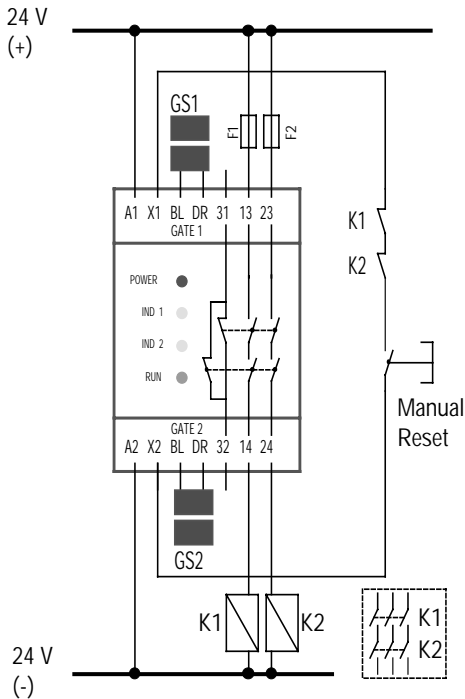 24 V
(+)
GS1
F1
F2
A1 X1 BL DR 31 13 23
GATE 1
K1
K2
POWER
IND 1
IND 2
RUN
Manual
Reset
GATE 2
A2 X2 BL DR 32 14 24
GS2
K1
K2
K1
K2
24 V
(-)